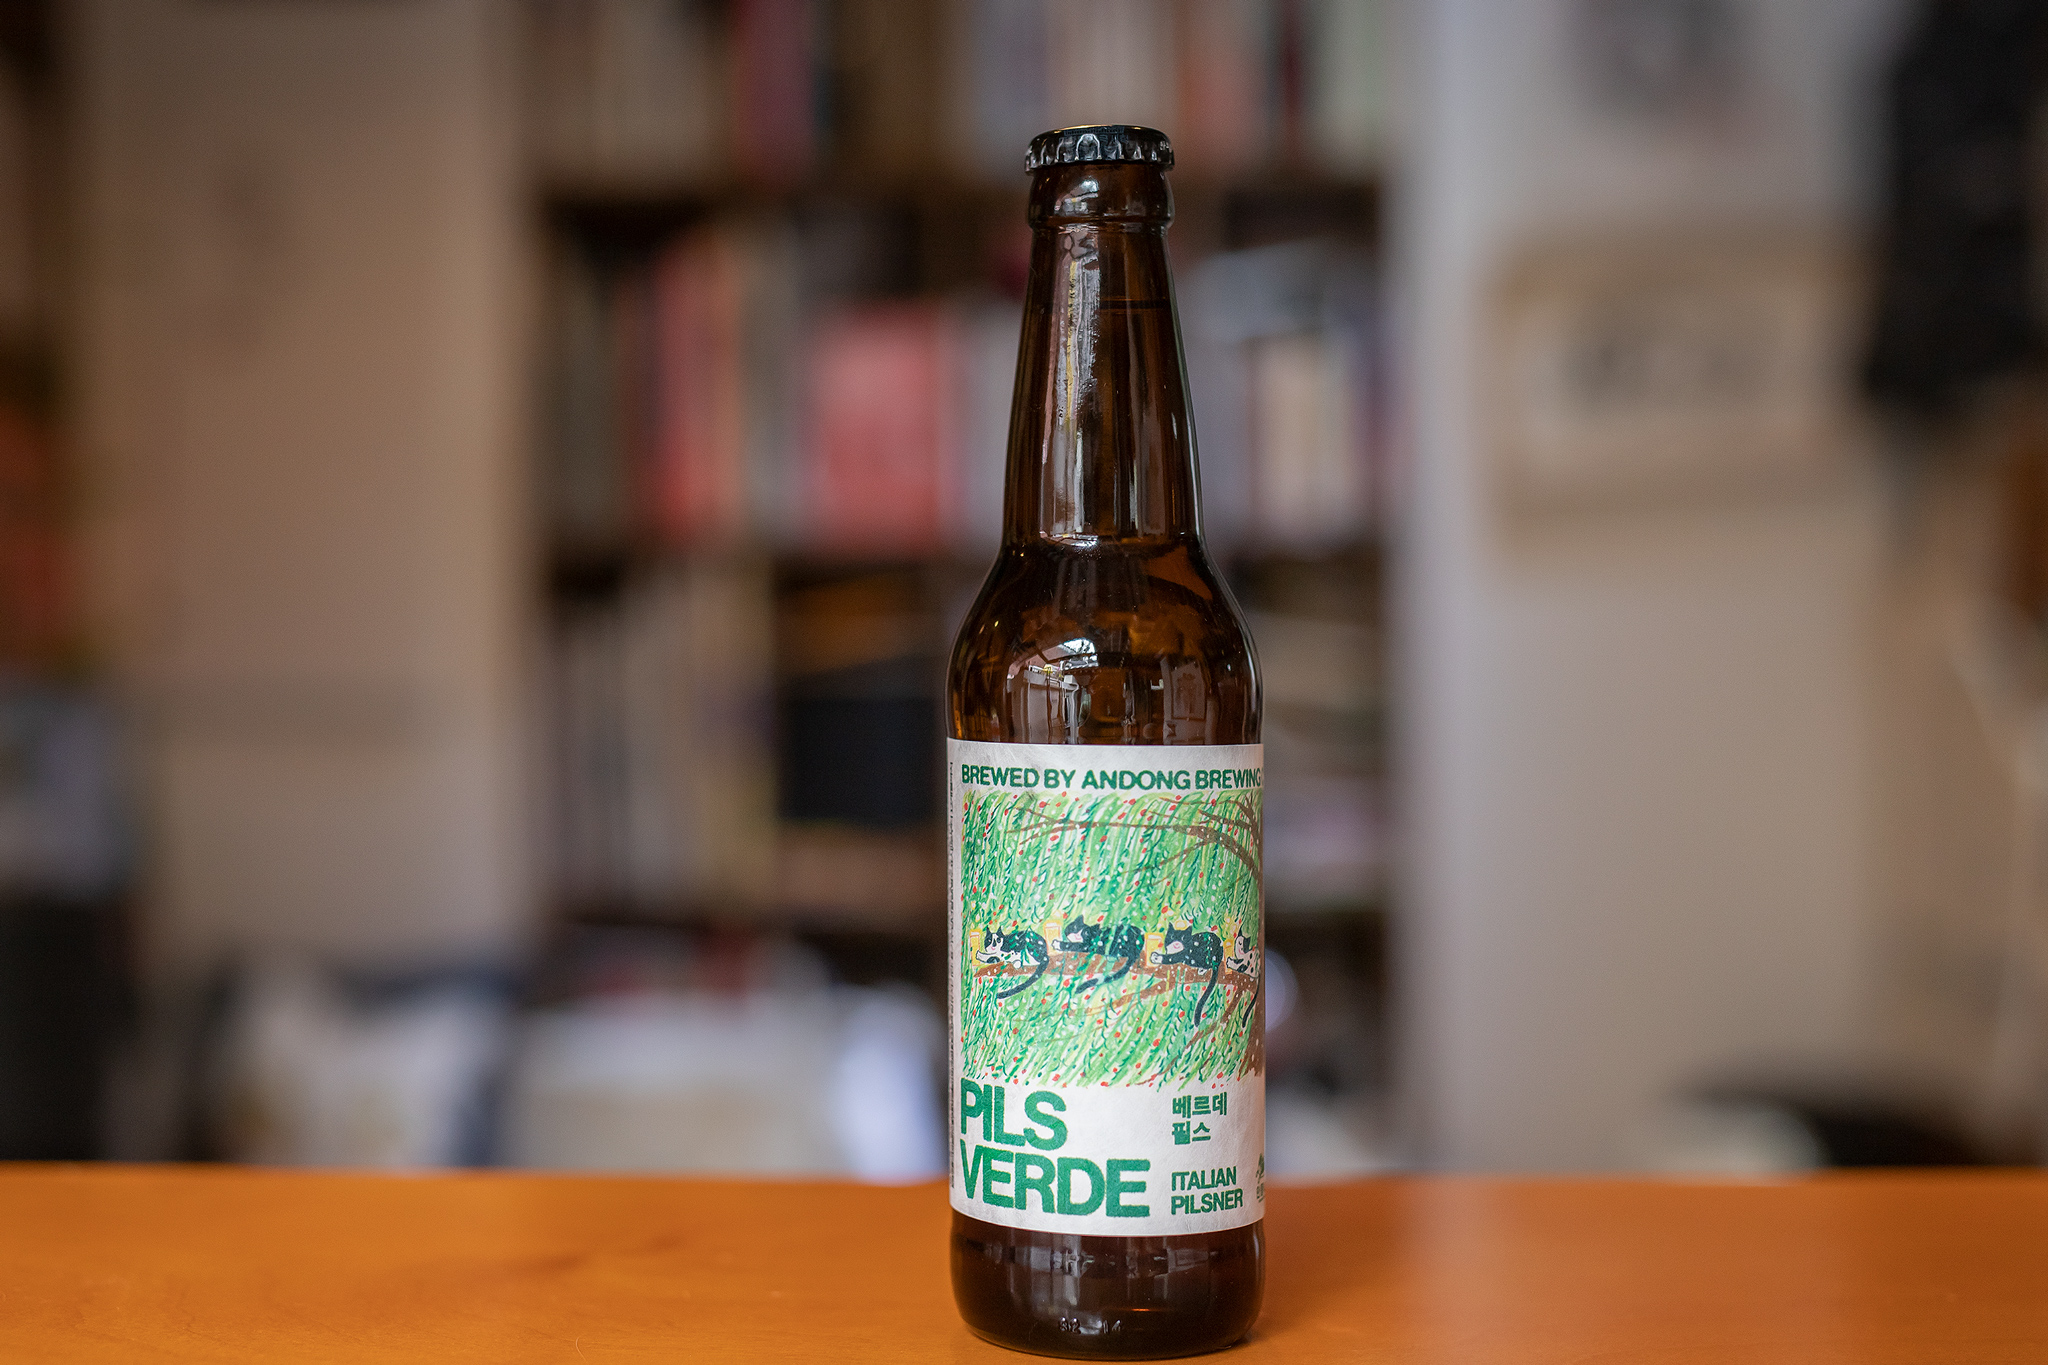 BREWED BY ANDONG BREWING
PILS
VERDE
베르데
필스
ITALIAN
PILSNER